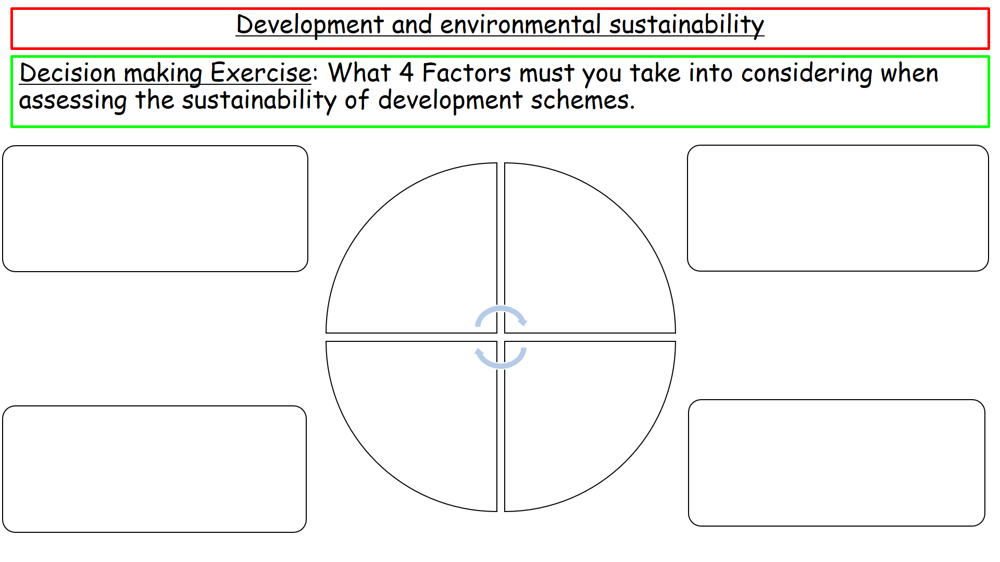 Development and environmental sustainability
Decision making Exercise: What 4 Factors must you take into considering when
assessing the sustainability of development schemes.